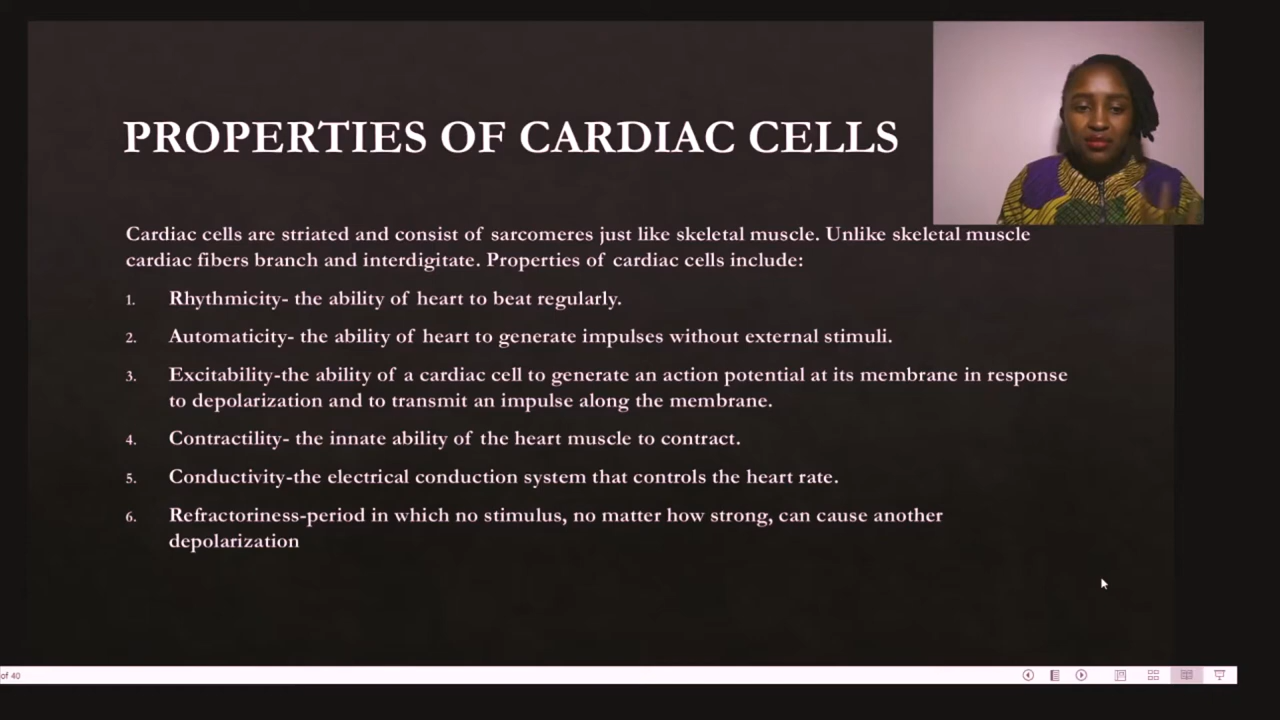 PROPERTIES OF CARDIAC CELLS
Cardiac cells are striated and consist of sarcomeres just like skeletal muscle. Unlike skeletal muscle
cardiac fibers branch and interdigitate. Properties of cardiac cells include:
1. Rhythmicity- the ability of heart to beat regularly.
2. Automaticity- the ability of heart to generate impulses without external stimuli.
3. Excitability-the ability of a cardiac cell to generate an action potential at its membrane in response
to depolarization and to transmit an impulse along the membrane.
4. Contractility- the innate ability of the heart muscle to contract.
5. Conductivity-the electrical conduction system that controls the heart rate.
6. Refractoriness-period in which no stimulus, no matter how strong, can cause another
depolarization
of 40